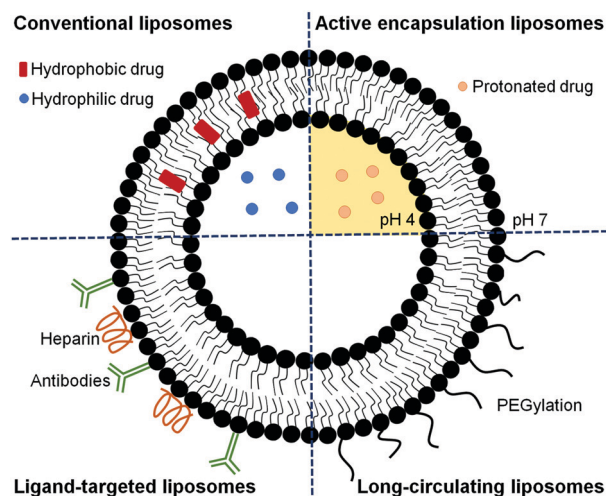 Conventional liposomes
Active encapsulation liposomes
Hydrophobic drug
Hydrophilic drug
Protonated drug
pH 4
pH 7
Heparin
Antibodies
PEGylation
Ligand-targeted liposomes
Long-circulating liposomes